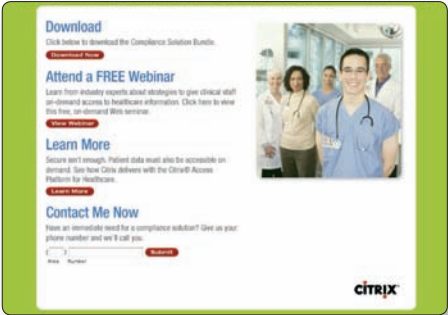 Download
Click below to download the Compliance Solution Bundle.
Download Now
Attend a FREE Webinar
Learn from industry experts about strategies to give clinical staff
on-demand access to healthcare information. Click here to view
this free, on-demand Web seminar.
View Webinar
Learn More
Secure isn't enough. Patient data must also be accessible on
demand. See how Citrix delivers with the Citrix® Access
Platform for Healthcare.
Learn More
Contact Me Now
Have an immediate need for a compliance solution? Give us your
phone number and we'll call you.
( ) Submit
Area Number
CITRIX